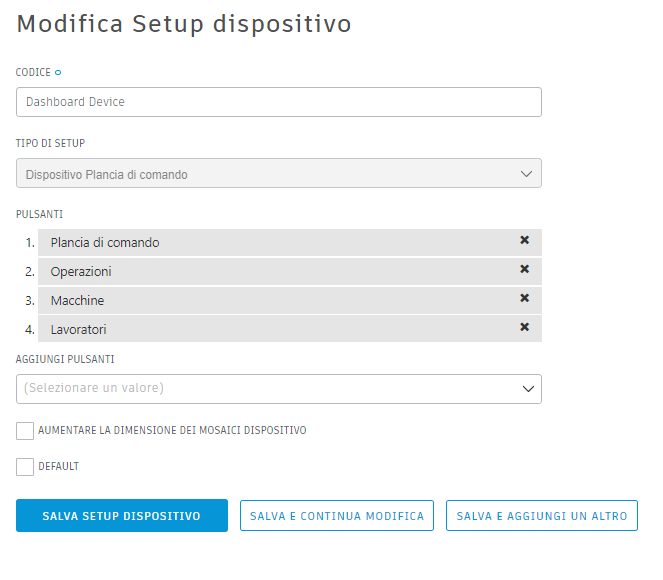 Modifica Setup dispositivo
CODICE
Dashboard Device
TIPO DI SETUP
Dispositivo Plancia di comando
PULSANTI
1. Plancia di comando
2. Operazioni
3. Macchine
4. Lavoratori
AGGIUNGI PULSANTI
(Selezionare un valore)
AUMENTARE LA DIMENSIONE DEI MOSAICI DISPOSITIVO
DEFAULT
SALVA SETUP DISPOSITIVO SALVA E CONTINUA MODIFICA SALVA E AGGIUNGI UN ALTRO